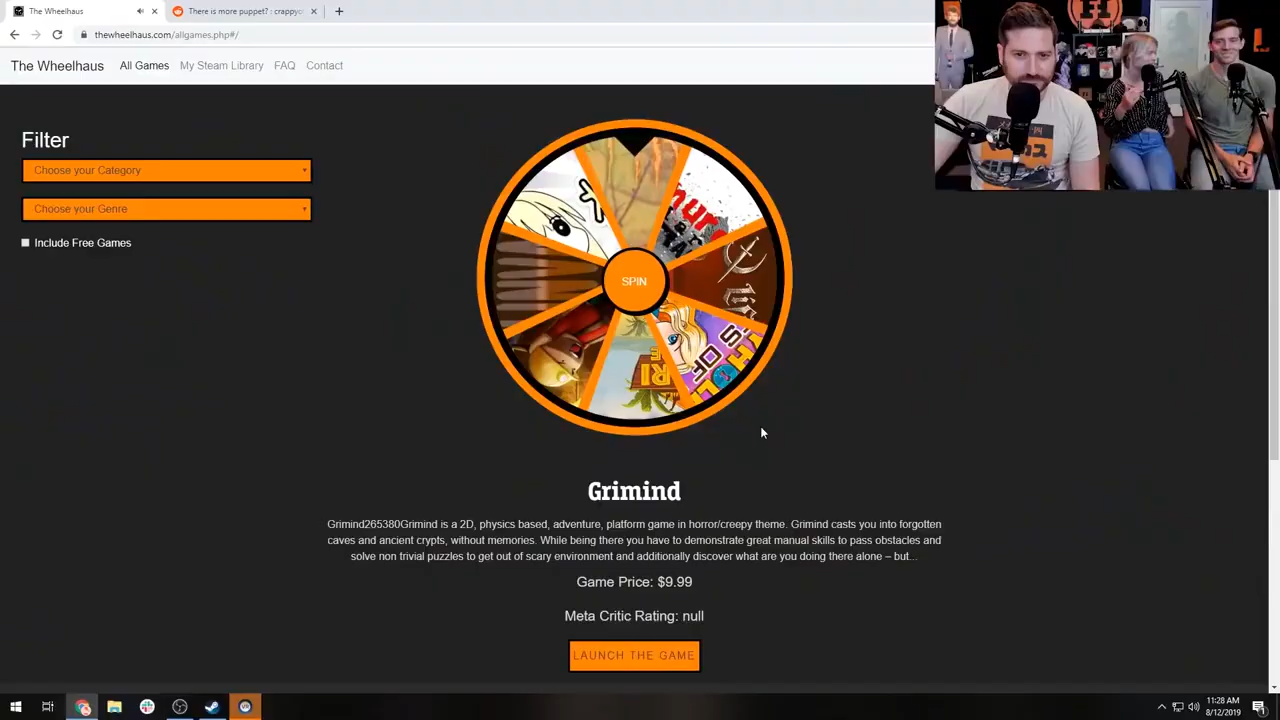 The Wheelhaus
There is more puppet? : crappyc
thewheelhaus.com/allgames.php#/
The Wheelhaus
All Games
My Steam Library
FAQ
Contact
Filter
Choose your Category
Choose your Genre
Include Free Games
SPIN
Grimind
Grimind265380Grimind is a 2D, physics based, adventure, platform game in horror/creepy theme. Grimind casts you into forgotten
caves and ancient crypts, without memories. While being there you have to demonstrate great manual skills to pass obstacles and
solve non trivial puzzles to get out of scary environment and additionally discover what are you doing there alone – but...
Game Price: $9.99
Meta Critic Rating: null
LAUNCH THE GAME
11:28 AM
8/12/2019